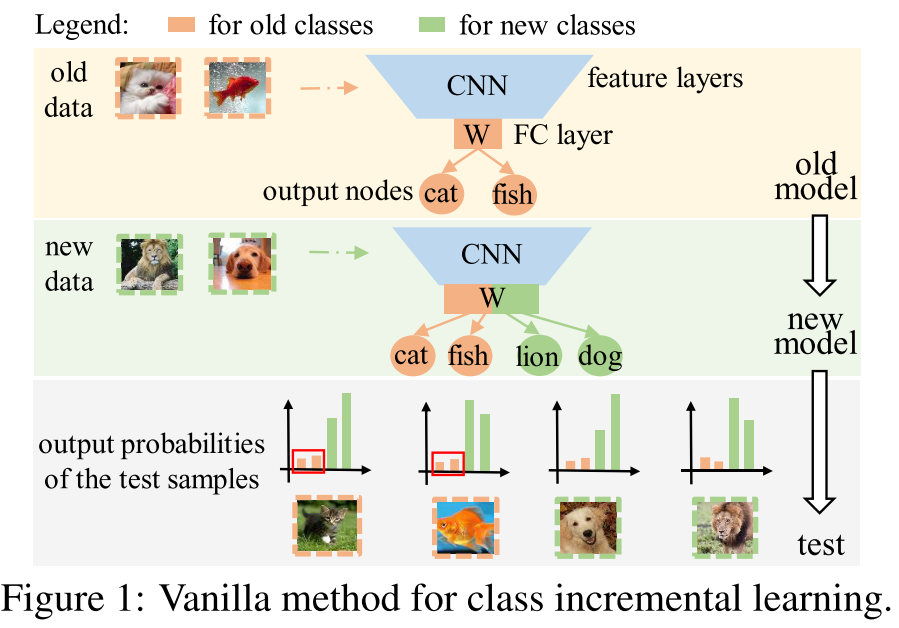 Legend: for old classes for new classes
old
data
CNN
feature layers
W
FC layer
output nodes
cat
fish
old
model
new
data
CNN
W
cat
fish
lion
dog
new
model
output probabilities
of the test samples
test
Figure 1: Vanilla method for class incremental learning.